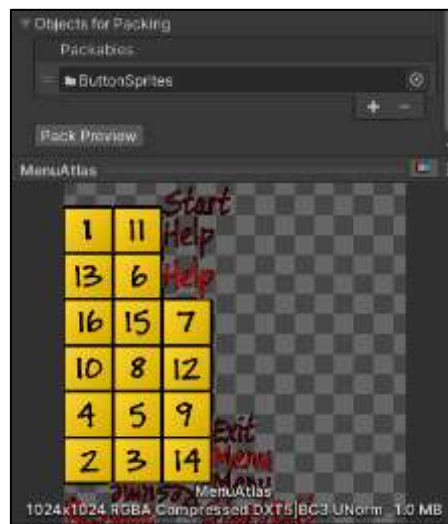 Objects for Packing
Packables
ButtonSprites
+ -
Pack Preview
MenuAtlas
Start
1 11 Help
13 6 Help
16 15 7
10 8 12
4 5 9
Exit
Menu
2 3 14 Menu
Resume
MenuAtlas
1024x1024 RGBA Compressed DXT5|BC3 UNorm 1.0 MB